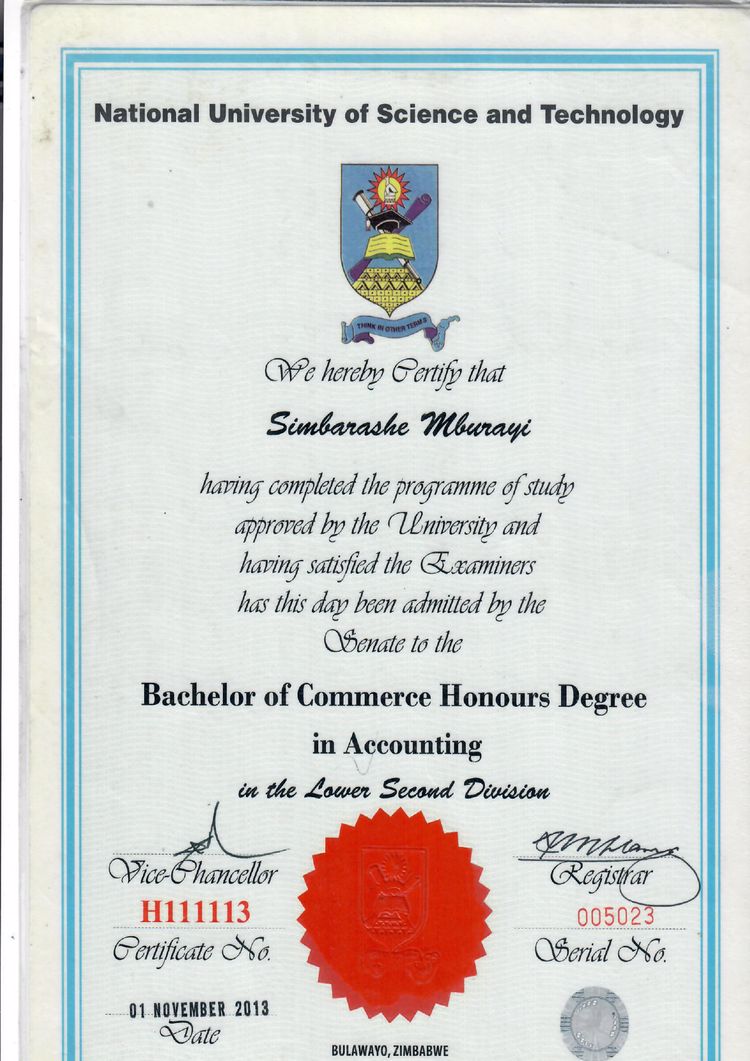 National University of Science and Technology
THINK IN OTHER TERMS
We hereby Certify that
Simbarashe Mburayi
having completed the programme of study
approved by the University and
having satisfied the Examiners
has this day been admitted by the
Senate to the
Bachelor of Commerce Honours Degree
in Accounting
in the Lower Second Division
Vice-Chancellor
Registrar
H111113
005023
Certificate No.
Serial No.
01 NOVEMBER 2013
Date
BULAWAYO, ZIMBABWE